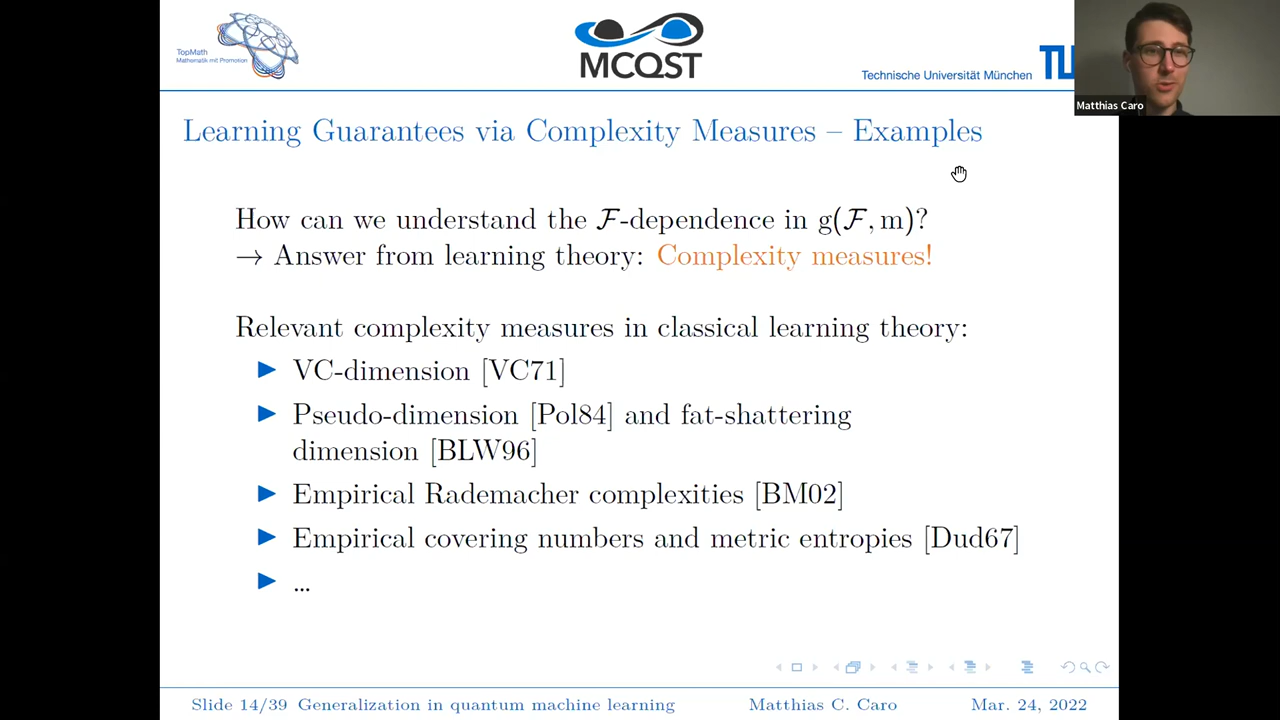 TopMath
Mathematik mit Promotion
MCQST
Technische Universität München
Matthias Caro
Learning Guarantees via Complexity Measures – Examples
How can we understand the ℱ-dependence in g(ℱ, m)?
→ Answer from learning theory: Complexity measures!
Relevant complexity measures in classical learning theory:
▶ VC-dimension [VC71]
▶ Pseudo-dimension [Pol84] and fat-shattering
dimension [BLW96]
▶ Empirical Rademacher complexities [BM02]
▶ Empirical covering numbers and metric entropies [Dud67]
▶ ...
Slide 14/39 Generalization in quantum machine learning Matthias C. Caro Mar. 24, 2022